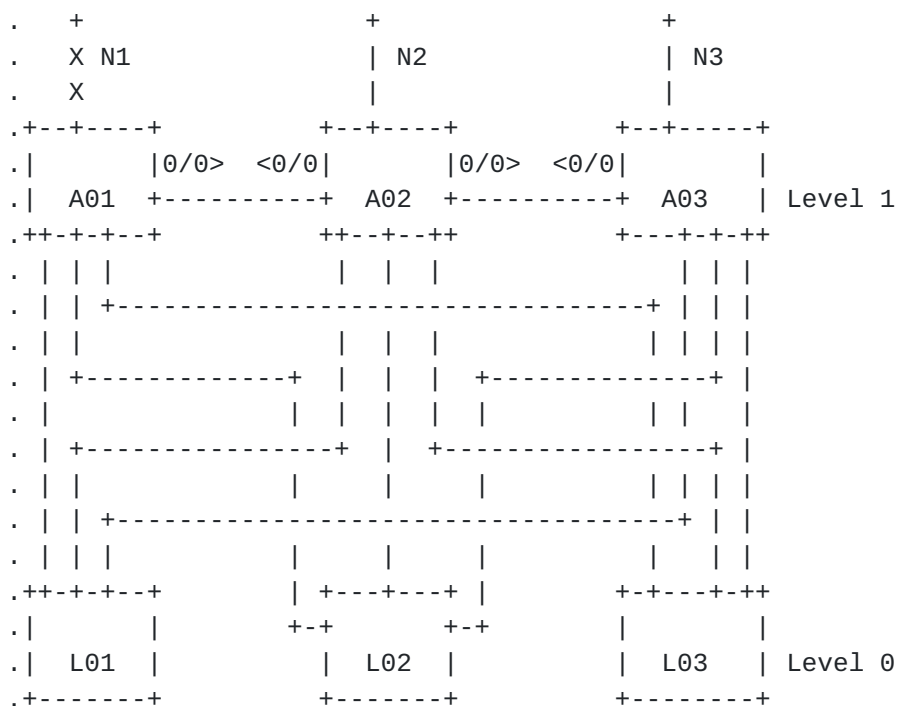 .   +                  +                  +
.   X N1               | N2               | N3
.   X                  |                  |
.+--+----+          +--+----+          +--+-----+
.|       |0/0>  <0/0|       |0/0>  <0/0|        |
.|  A01  +----------+  A02  +----------+  A03   | Level 1
.++-+-+--+          ++--+--++          +---+-+-++
. | | |              |  |  |               | | |
. | | +----------------------------------+ | | |
. | |                |  |  |             | | | |
. | +--------------+  |  |  |  +---------------+ |
. |              |  |  |  |  |          | |   |
. | +----------------+  |  +------------------+ |
. | |             |     |     |          | | | |
. | | +------------------------------------+ | |
. | | |           |     |     |          |   | |
.++-+-+--+        | +---+---+ |        +-+---+-++
.|       |        +-+       +-+        |        |
.|  L01  |          |  L02  |          |  L03   | Level 0
.+-------+          +-------+          +--------+